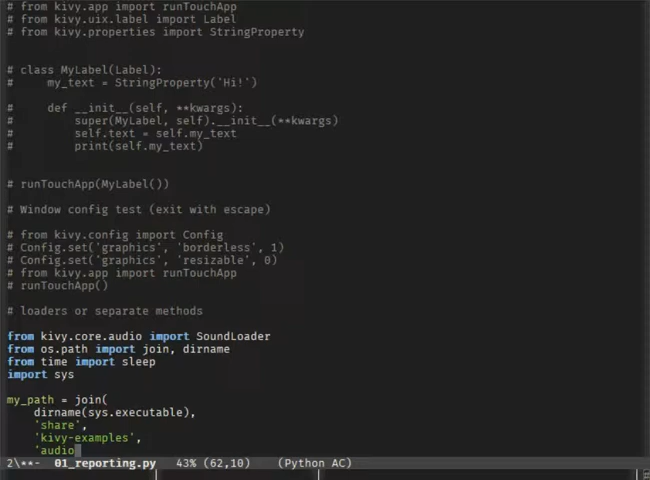 # from kivy.app import runTouchApp
# from kivy.uix.label import Label
# from kivy.properties import StringProperty
# class MyLabel(Label):
#     my_text = StringProperty('Hi!')
#     def __init__(self, **kwargs):
#         super(MyLabel, self).__init__(**kwargs)
#         self.text = self.my_text
#         print(self.my_text)
# runTouchApp(MyLabel())
# Window config test (exit with escape)
# from kivy.config import Config
# Config.set('graphics', 'borderless', 1)
# Config.set('graphics', 'resizable', 0)
# from kivy.app import runTouchApp
# runTouchApp()
# loaders or separate methods
from kivy.core.audio import SoundLoader
from os.path import join, dirname
from time import sleep
import sys
my_path = join(
    dirname(sys.executable),
    'share',
    'kivy-examples',
    'audio
2\**-  01_reporting.py   43% (62,10)    (Python AC)